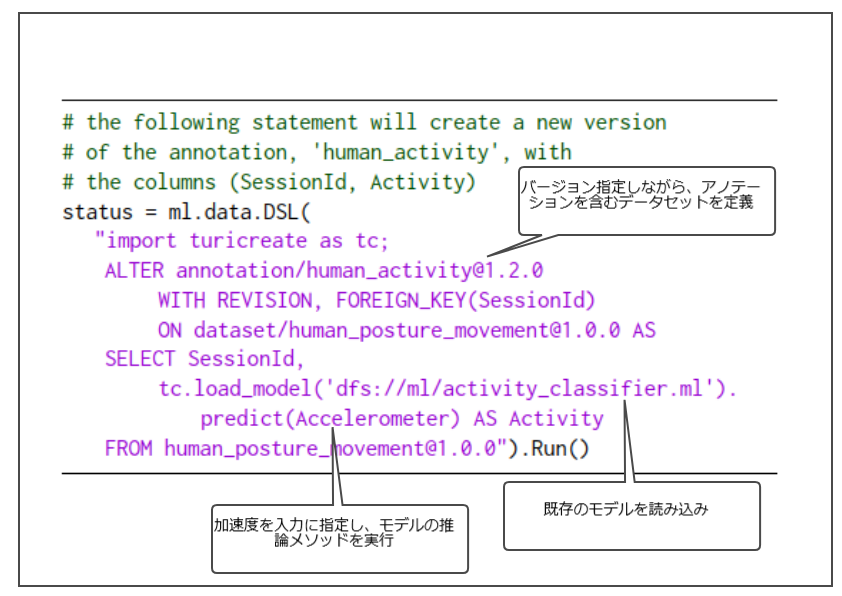 # the following statement will create a new version
# of the annotation, 'human_activity', with
# the columns (SessionId, Activity)
status = ml.data.DSL(
"import turicreate as tc;
ALTER annotation/human_activity@1.2.0
WITH REVISION, FOREIGN_KEY(SessionId)
ON dataset/human_posture_movement@1.0.0 AS
SELECT SessionId,
tc.load_model('dfs://ml/activity_classifier.ml').
predict(Accelerometer) AS Activity
FROM human_posture_movement@1.0.0").Run()
バージョン指定しながら、アノテー
ションを含むデータセットを定義
加速度を入力に指定し、モデルの推
論メソッドを実行
既存のモデルを読み込み